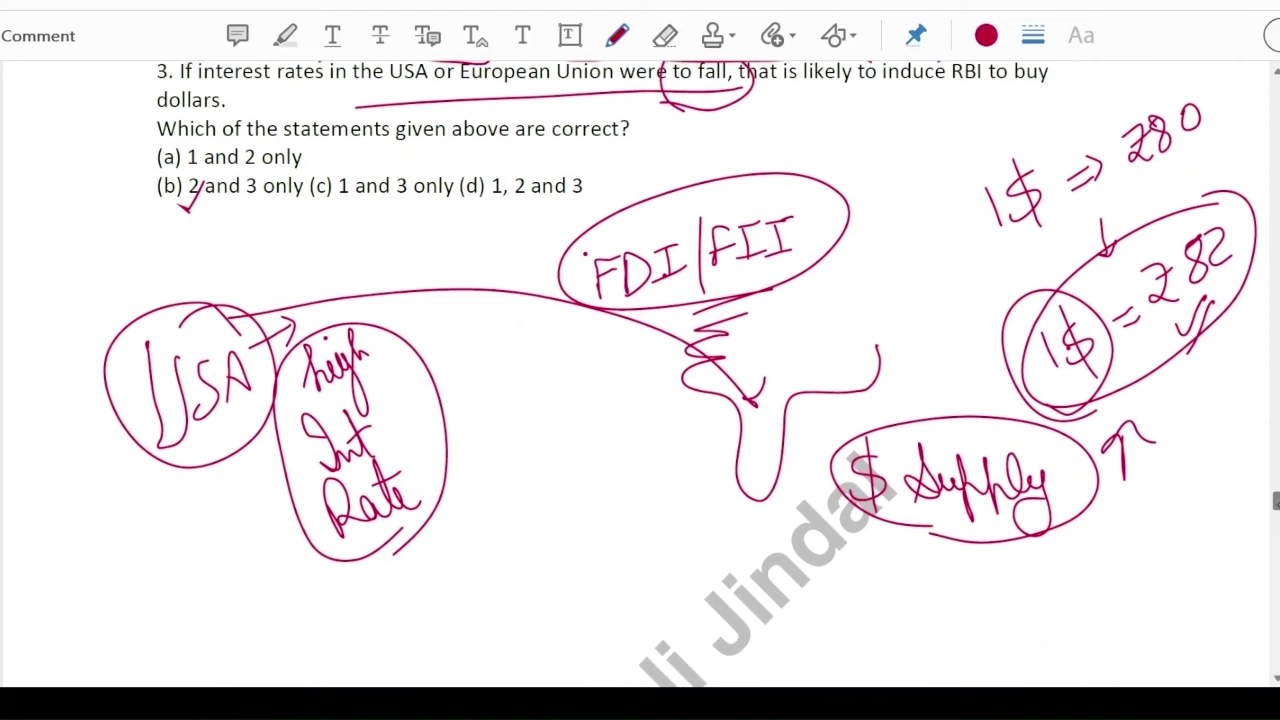 Comment
Aa
3. If interest rates in the USA or European Union were to fall, that is likely to induce RBI to buy
dollars.
Which of the statements given above are correct?
(a) 1 and 2 only
(b) 2 and 3 only (c) 1 and 3 only (d) 1, 2 and 3
1$ => ₹80
FDI/FII
1$ = ₹82
USA
high
Int
Rate
$ Supply ↑
li Jindal